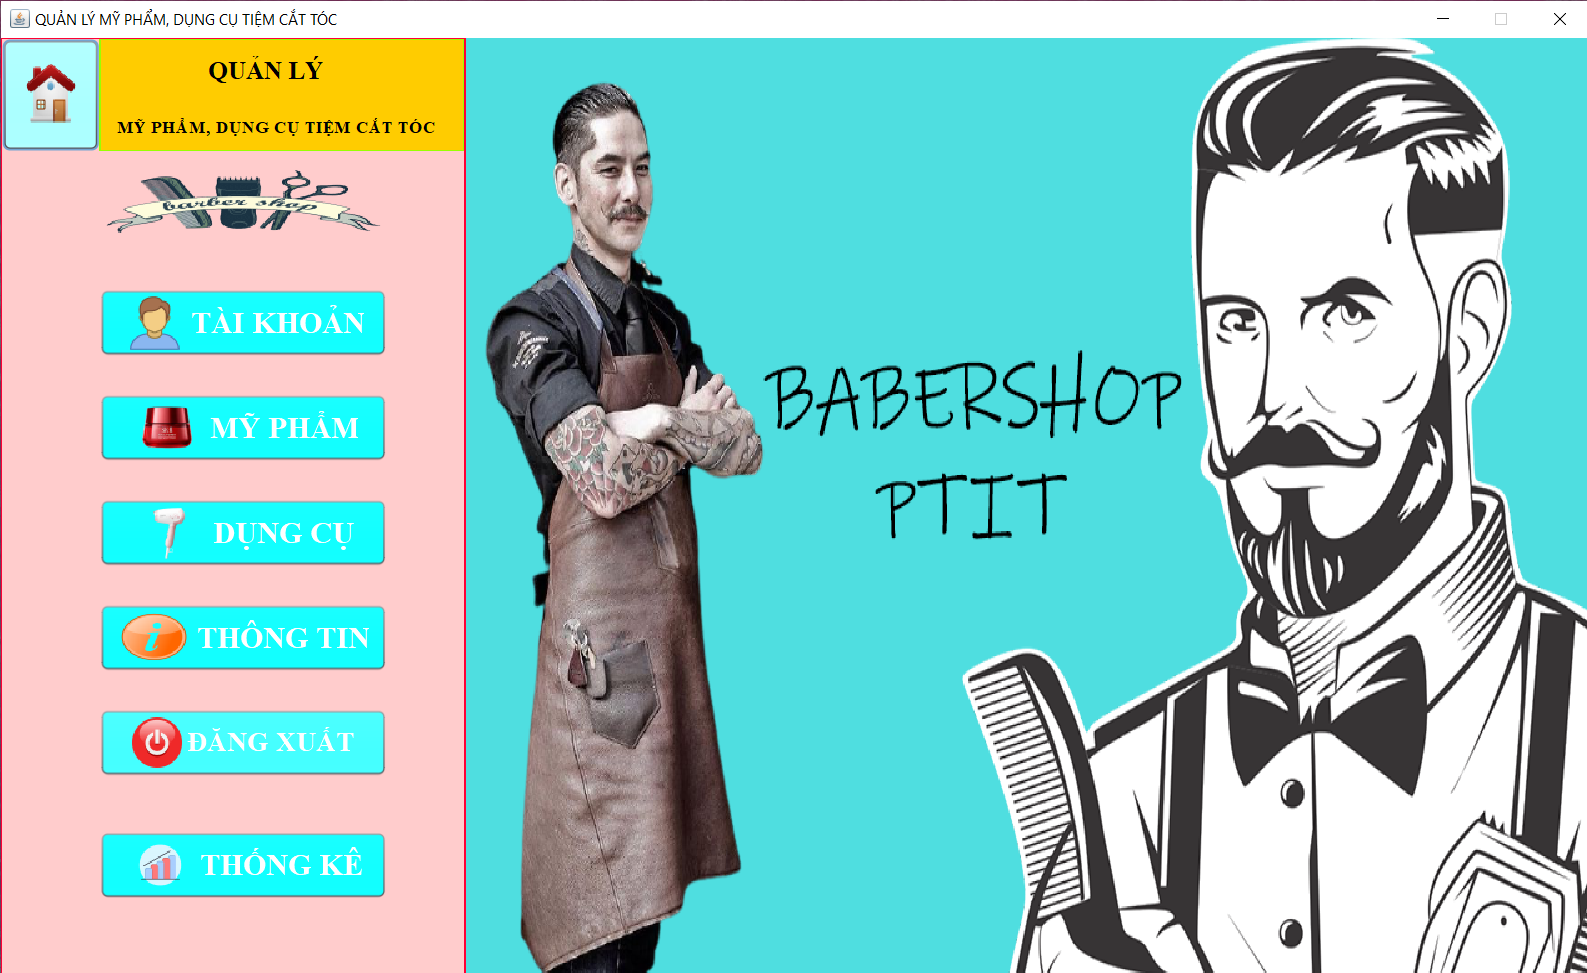 QUẢN LÝ MỸ PHẨM, DỤNG CỤ TIỆM CẮT TÓC
QUẢN LÝ
MỸ PHẨM, DỤNG CỤ TIỆM CẮT TÓC
barber shop
TÀI KHOẢN
MỸ PHẨM
DỤNG CỤ
THÔNG TIN
ĐĂNG XUẤT
THỐNG KÊ
BABERSHOP
PTIT